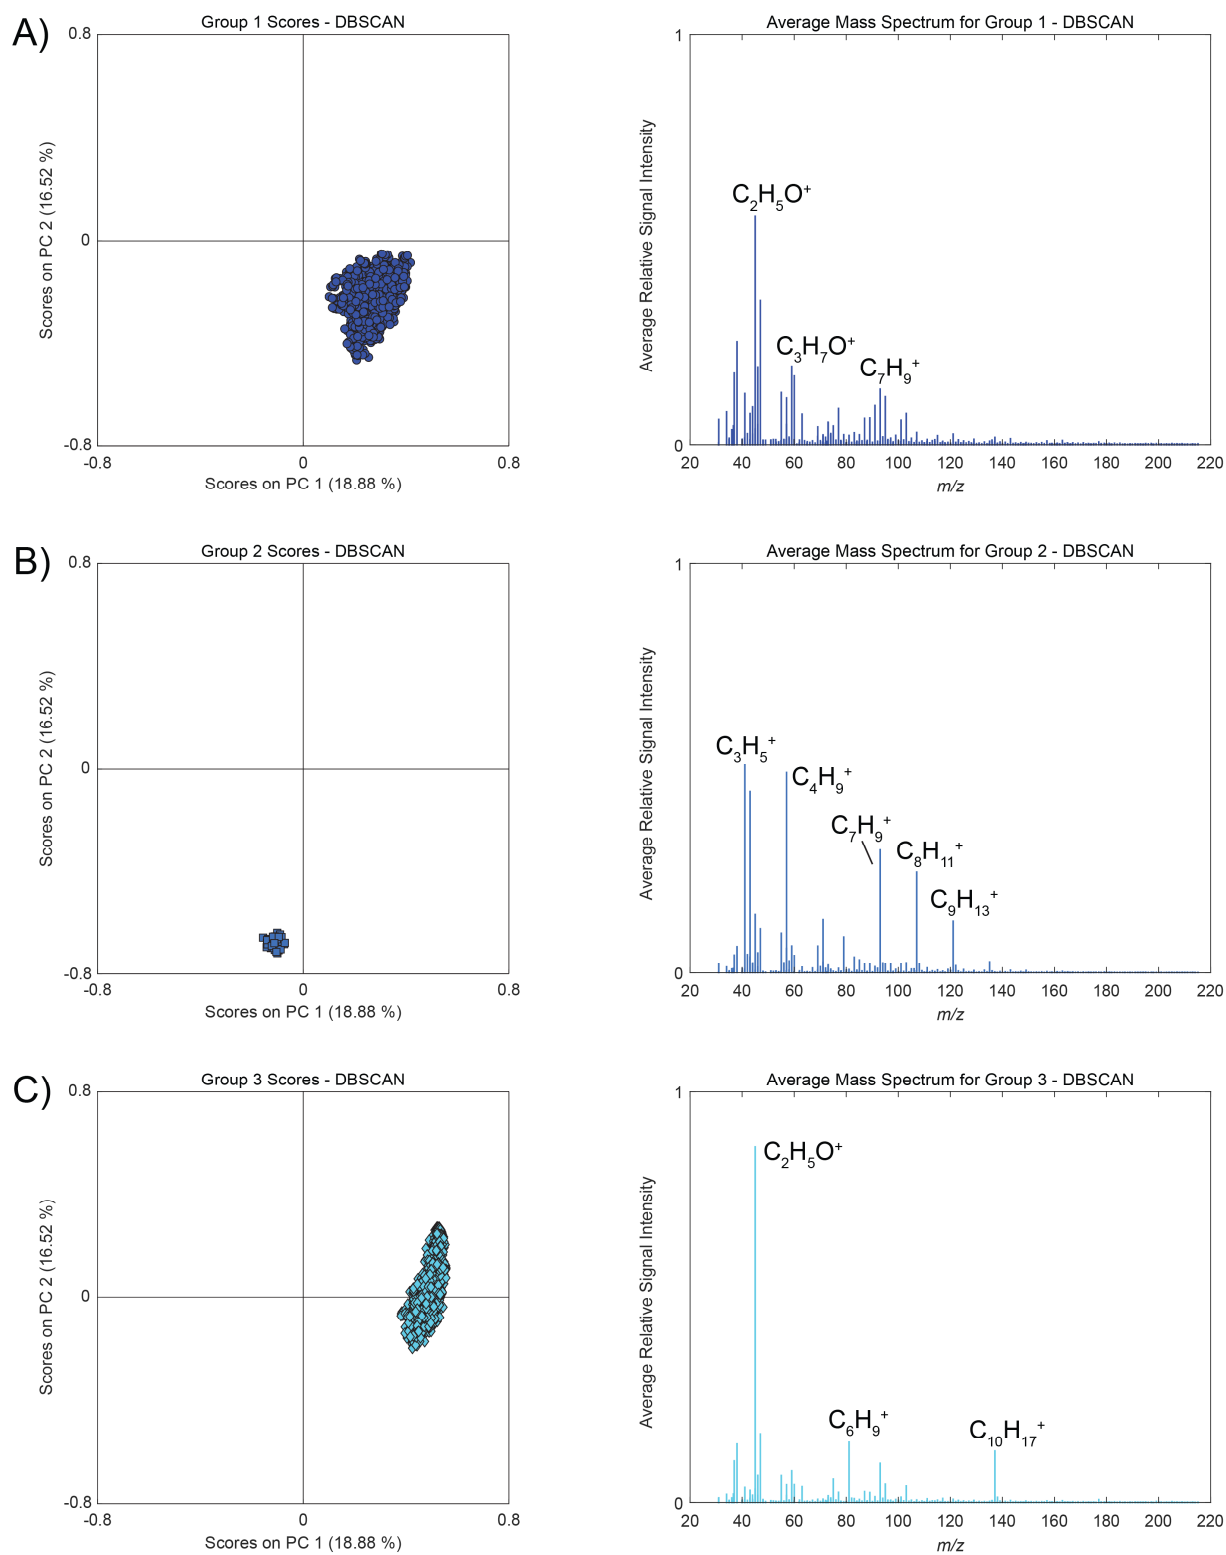 A)
Group 1 Scores - DBSCAN
0.8
0
-0.8
-0.8 0 0.8
Scores on PC 2 (16.52 %)
Scores on PC 1 (18.88 %)
Average Mass Spectrum for Group 1 - DBSCAN
1
0
Average Relative Signal Intensity
C₂H₅O⁺
C₃H₇O⁺
C₇H₉⁺
20 40 60 80 100 120 140 160 180 200 220
m/z
B)
Group 2 Scores - DBSCAN
0.8
0
-0.8
-0.8 0 0.8
Scores on PC 2 (16.52 %)
Scores on PC 1 (18.88 %)
Average Mass Spectrum for Group 2 - DBSCAN
1
0
Average Relative Signal Intensity
C₃H₅⁺
C₄H₉⁺
C₇H₉⁺
C₈H₁₁⁺
C₉H₁₃⁺
20 40 60 80 100 120 140 160 180 200 220
m/z
C)
Group 3 Scores - DBSCAN
0.8
0
-0.8
-0.8 0 0.8
Scores on PC 2 (16.52 %)
Scores on PC 1 (18.88 %)
Average Mass Spectrum for Group 3 - DBSCAN
1
0
Average Relative Signal Intensity
C₂H₅O⁺
C₆H₉⁺
C₁₀H₁₇⁺
20 40 60 80 100 120 140 160 180 200 220
m/z